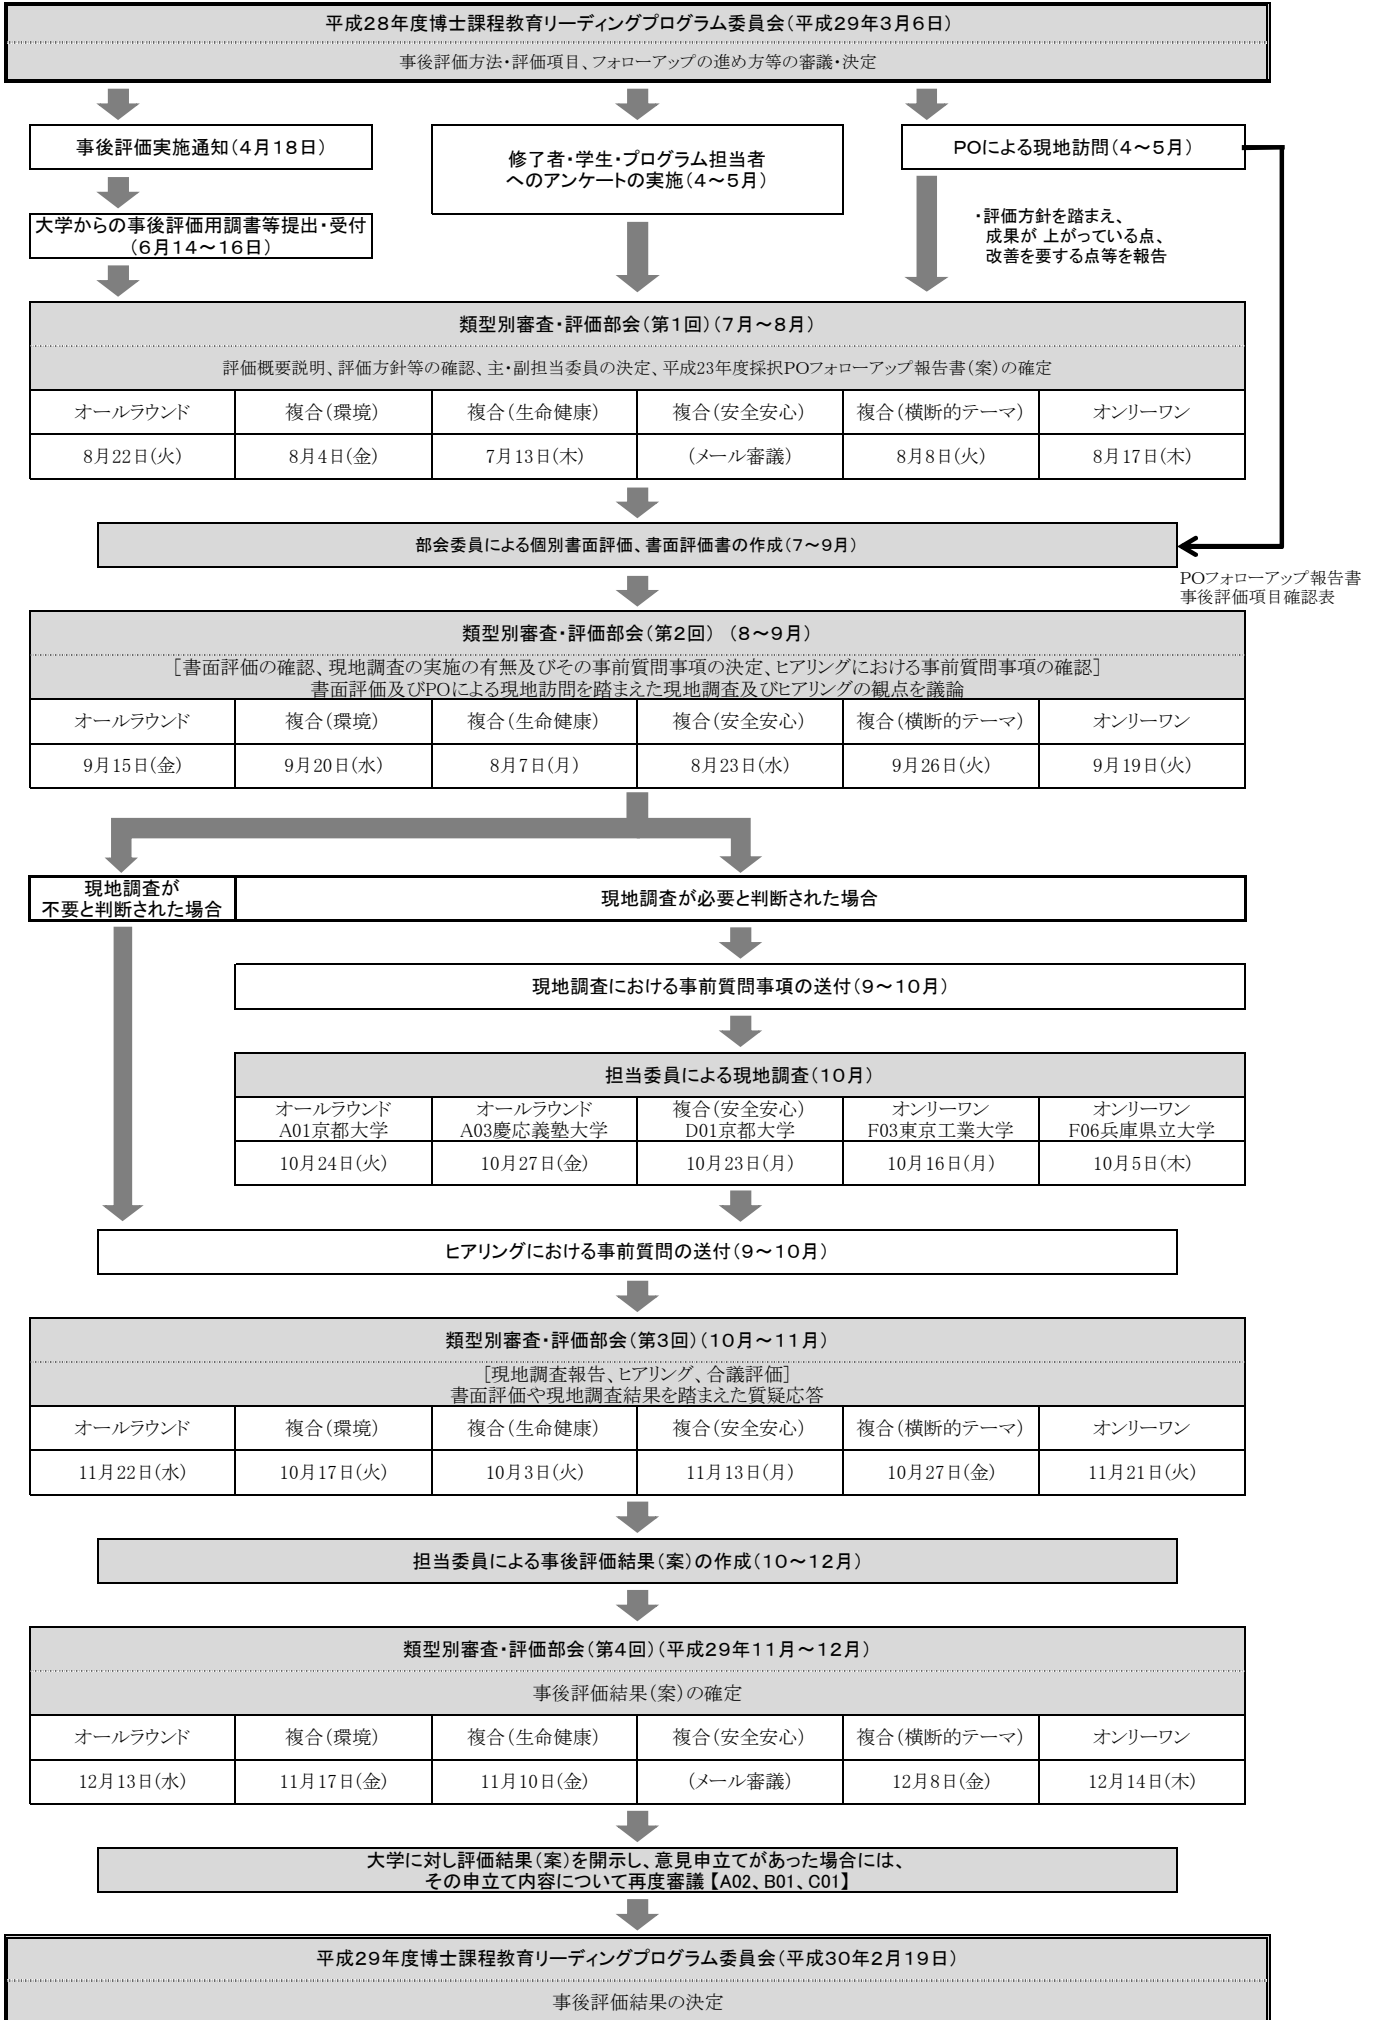 平成28年度博士課程教育リーディングプログラム委員会(平成29年3月6日)
事後評価方法・評価項目、フォローアップの進め方等の審議・決定
事後評価実施通知(4月18日)
修了者・学生・プログラム担当者
へのアンケートの実施(4~5月)
POによる現地訪問(4~5月)
大学からの事後評価用調書等提出・受付
(6月14~16日)
・評価方針を踏まえ、
成果が 上がっている点、
改善を要する点等を報告
類型別審査・評価部会(第1回)(7月~8月)
評価概要説明、評価方針等の確認、主・副担当委員の決定、平成23年度採択POフォローアップ報告書(案)の確定
オールラウンド 複合(環境) 複合(生命健康) 複合(安全安心) 複合(横断的テーマ) オンリーワン
8月22日(火) 8月4日(金) 7月13日(木) (メール審議) 8月8日(火) 8月17日(木)
部会委員による個別書面評価、書面評価書の作成(7~9月)
POフォローアップ報告書
事後評価項目確認表
類型別審査・評価部会(第2回) (8~9月)
[書面評価の確認、現地調査の実施の有無及びその事前質問事項の決定、ヒアリングにおける事前質問事項の確認]
書面評価及びPOによる現地訪問を踏まえた現地調査及びヒアリングの観点を議論
オールラウンド 複合(環境) 複合(生命健康) 複合(安全安心) 複合(横断的テーマ) オンリーワン
9月15日(金) 9月20日(水) 8月7日(月) 8月23日(水) 9月26日(火) 9月19日(火)
現地調査が
不要と判断された場合
現地調査が必要と判断された場合
現地調査における事前質問事項の送付(9~10月)
担当委員による現地調査(10月)
オールラウンド オールラウンド 複合(安全安心) オンリーワン オンリーワン
A01京都大学 A03慶応義塾大学 D01京都大学 F03東京工業大学 F06兵庫県立大学
10月24日(火) 10月27日(金) 10月23日(月) 10月16日(月) 10月5日(木)
ヒアリングにおける事前質問の送付(9~10月)
類型別審査・評価部会(第3回)(10月~11月)
[現地調査報告、ヒアリング、合議評価]
書面評価や現地調査結果を踏まえた質疑応答
オールラウンド 複合(環境) 複合(生命健康) 複合(安全安心) 複合(横断的テーマ) オンリーワン
11月22日(水) 10月17日(火) 10月3日(火) 11月13日(月) 10月27日(金) 11月21日(火)
担当委員による事後評価結果(案)の作成(10~12月)
類型別審査・評価部会(第4回)(平成29年11月~12月)
事後評価結果(案)の確定
オールラウンド 複合(環境) 複合(生命健康) 複合(安全安心) 複合(横断的テーマ) オンリーワン
12月13日(水) 11月17日(金) 11月10日(金) (メール審議) 12月8日(金) 12月14日(木)
大学に対し評価結果(案)を開示し、意見申立てがあった場合には、
その申立て内容について再度審議【A02、B01、C01】
平成29年度博士課程教育リーディングプログラム委員会(平成30年2月19日)
事後評価結果の決定